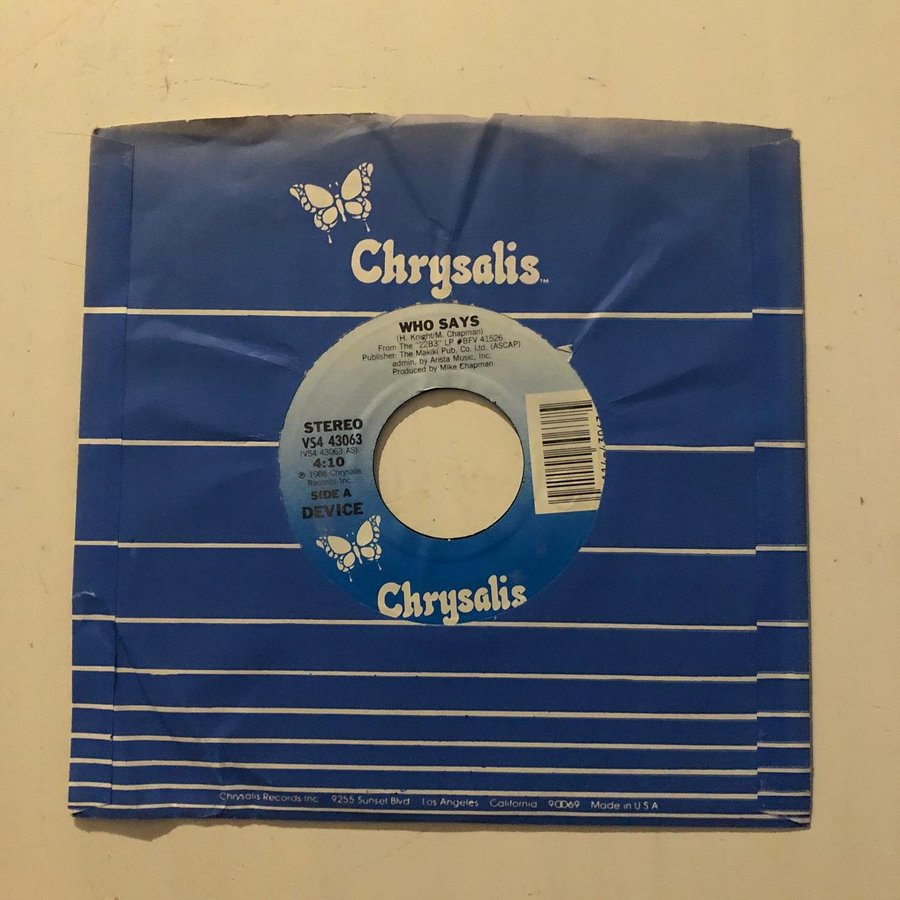 Chrysalis™
WHO SAYS
(H. Knight/M. Chapman)
From The "22B3" LP #BFV 41526
Publisher: The Makiki Pub. Co. Ltd. (ASCAP)
admin. by Arista Music, Inc.
Produced by Mike Chapman
STEREO
VS4 43063
(VS4 43063 AS)
4:10
℗ 1986 Chrysalis
Records Inc.
SIDE A
DEVICE
Chrysalis
Chrysalis Records Inc 9255 Sunset Blvd Los Angeles California 90069 Made in U S A